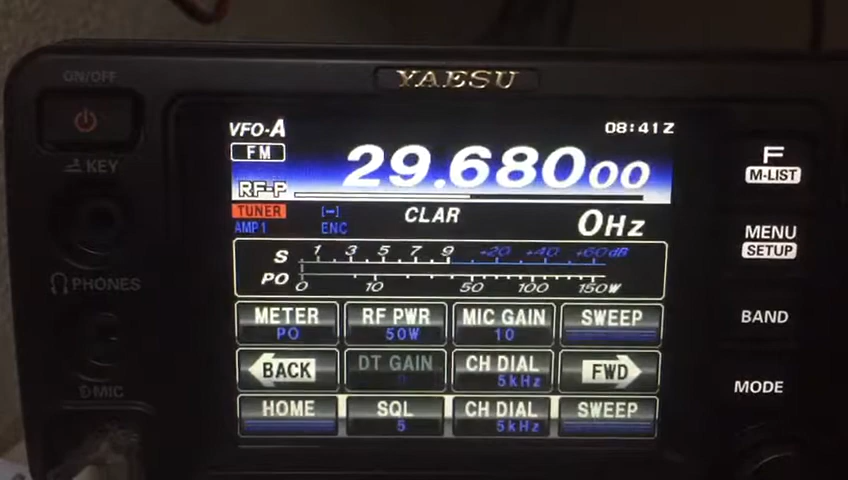 ON/OFF
YAESU
VFO-A
08:41Z
FM
29.68000
RF-P
KEY
F
M-LIST
TUNER
[-]
CLAR
0Hz
AMP1
ENC
MENU
SETUP
S 1 3 5 7 9 +20 +40 +60dB
PO 0 10 50 100 150W
PHONES
METER
PO
RF PWR
50W
MIC GAIN
10
SWEEP
BAND
BACK
DT GAIN
CH DIAL
5kHz
FWD
MODE
MIC
HOME
SQL
5
CH DIAL
5kHz
SWEEP